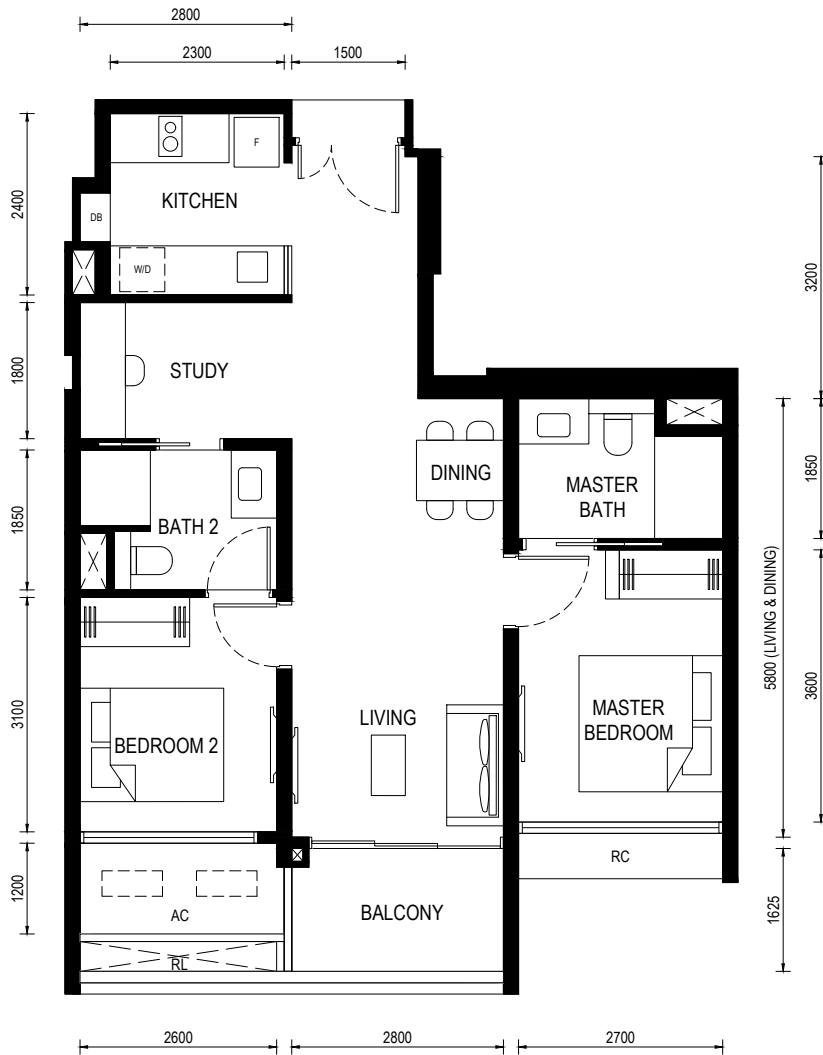 2800
2300
1500
F
KITCHEN
2400
DB
W/D
3200
STUDY
1800
DINING
MASTER
BATH
1850
BATH 2
1850
5800 (LIVING & DINING)
3600
3100
LIVING
MASTER
BEDROOM
BEDROOM 2
RC
1200
AC
BALCONY
1625
RL
2600
2800
2700